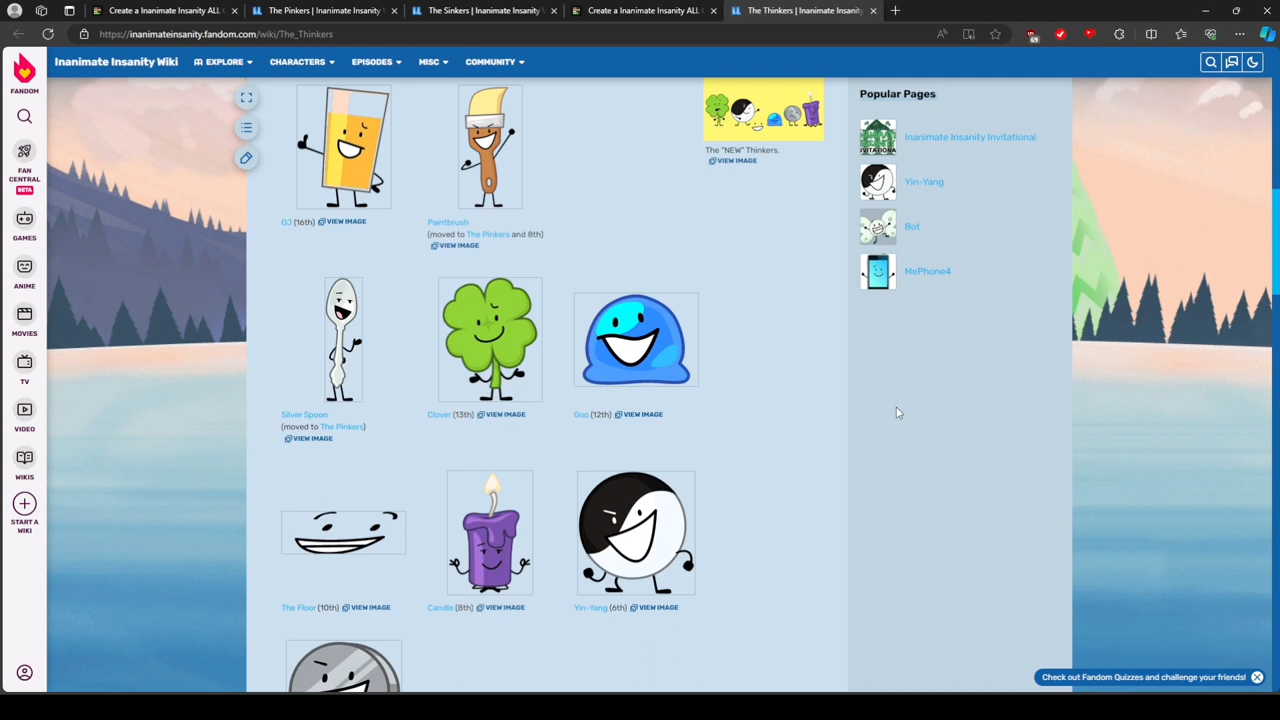 Create a Inanimate Insanity ALL C
The Pinkers | Inanimate Insanity V
The Sinkers | Inanimate Insanity V
Create a Inanimate Insanity ALL C
The Thinkers | Inanimate Insanity
https://inanimateinsanity.fandom.com/wiki/The_Thinkers
69
FANDOM
FAN
CENTRAL
BETA
GAMES
ANIME
MOVIES
TV
VIDEO
WIKIS
START A
WIKI
Inanimate Insanity Wiki
EXPLORE
CHARACTERS
EPISODES
MISC
COMMUNITY
OJ (16th) VIEW IMAGE
Paintbrush
(moved to The Pinkers and 8th)
VIEW IMAGE
The "NEW" Thinkers.
VIEW IMAGE
Silver Spoon
(moved to The Pinkers)
VIEW IMAGE
Clover (13th) VIEW IMAGE
Goo (12th) VIEW IMAGE
The Floor (10th) VIEW IMAGE
Candle (8th) VIEW IMAGE
Yin-Yang (6th) VIEW IMAGE
Popular Pages
Inanimate Insanity Invitational
Yin-Yang
Bot
MePhone4
Check out Fandom Quizzes and challenge your friends!